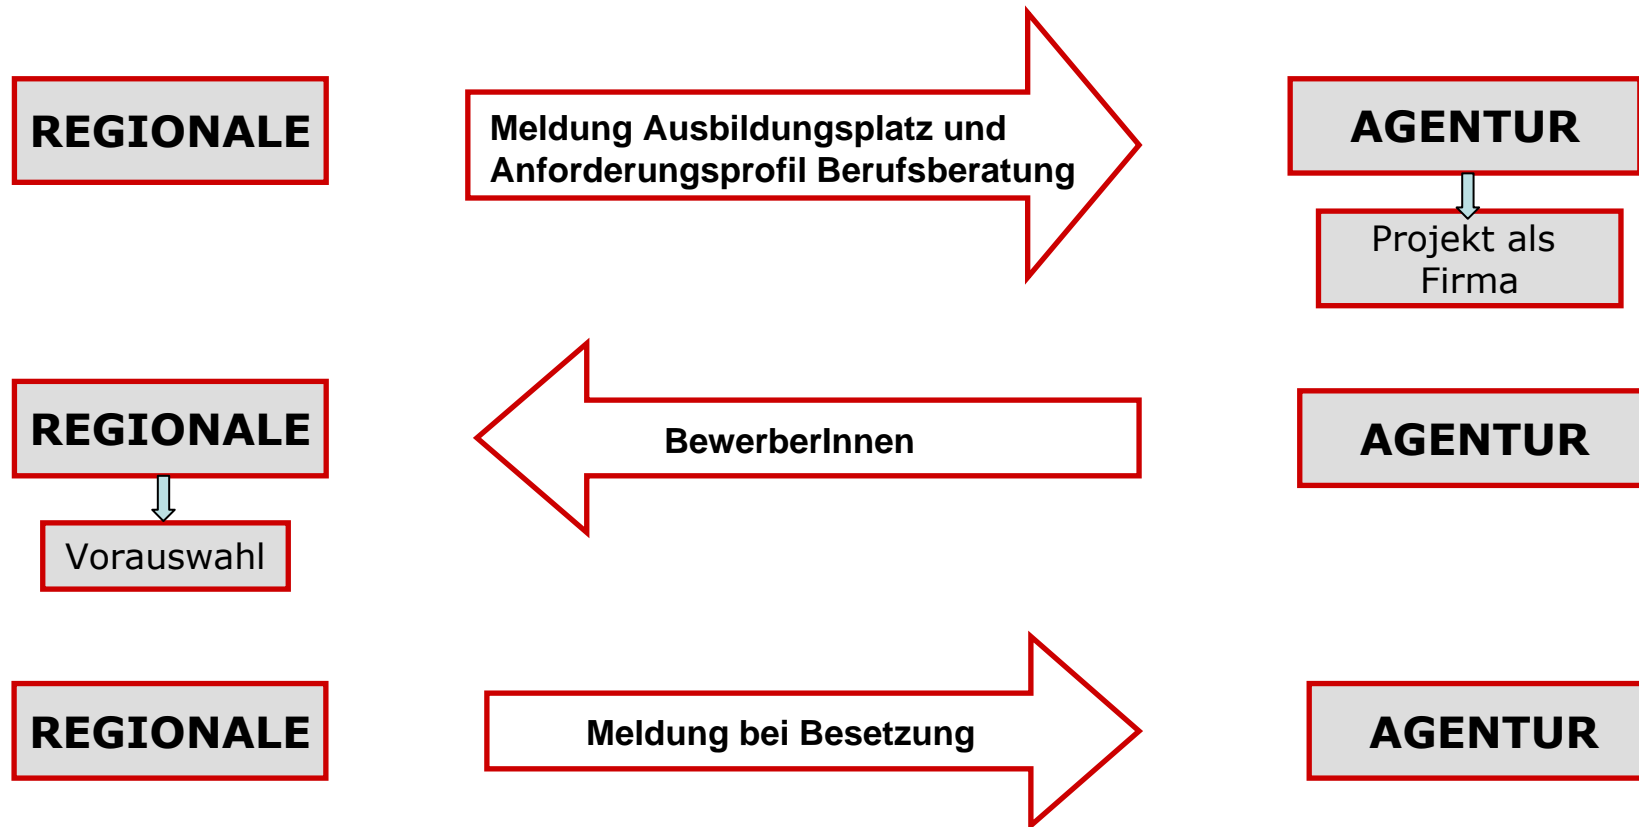 REGIONALE
Meldung Ausbildungsplatz und
Anforderungsprofil Berufsberatung
AGENTUR
Projekt als
Firma
REGIONALE
BewerberInnen
AGENTUR
Vorauswahl
REGIONALE
Meldung bei Besetzung
AGENTUR